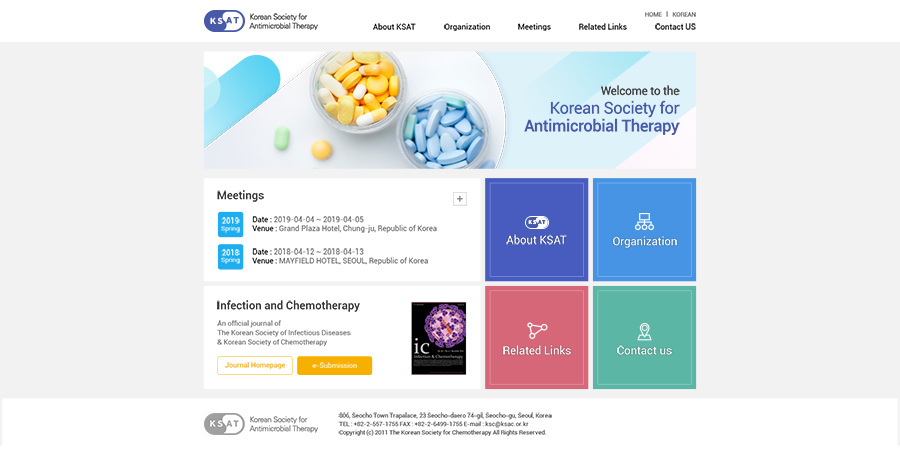 KSAT
Korean Society for
Antimicrobial Therapy
HOME | KOREAN
About KSAT
Organization
Meetings
Related Links
Contact US
Welcome to the
Korean Society for
Antimicrobial Therapy
Meetings
+
2019
Spring
Date : 2019-04-04 ~ 2019-04-05
Venue : Grand Plaza Hotel, Chung-ju, Republic of Korea
2018
Spring
Date : 2018-04-12 ~ 2018-04-13
Venue : MAYFIELD HOTEL, SEOUL, Republic of Korea
KSAT
About KSAT
Organization
Infection and Chemotherapy
An official journal of
The Korean Society of Infectious Diseases
& Korean Society of Chemotherapy
Journal Homepage
e-Submission
ic
Infection & Chemotherapy
Related Links
Contact us
KSAT
Korean Society for
Antimicrobial Therapy
806, Seocho Town Trapalace, 23 Seocho-daero 74-gil, Seocho-gu, Seoul, Korea
TEL : +82-2-557-1755 FAX : +82-2-6499-1755 E-mail : ksc@ksac.or.kr
Copyright (c) 2011 The Korean Society for Chemotherapy All Rights Reserved.